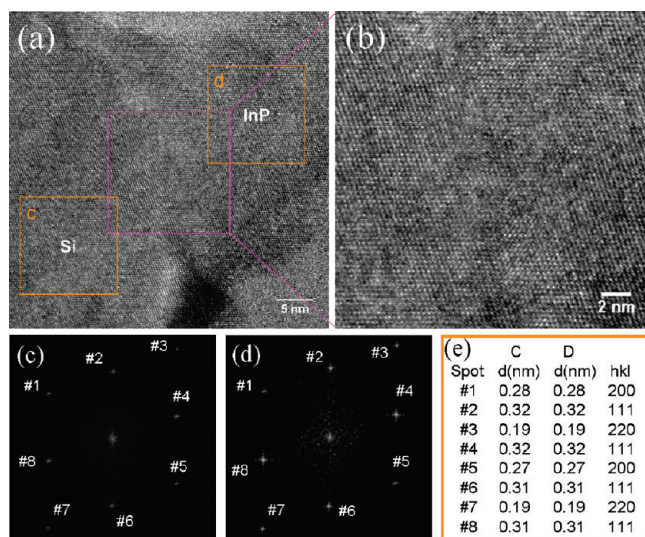 (a)
d
InP
c
Si
5 nm
(b)
2 nm
(c)
#1
#2
#3
#4
#5
#6
#7
#8
(d)
#1
#2
#3
#4
#5
#6
#7
#8
(e) C D
Spot d(nm) d(nm) hkl
#1 0.28 0.28 200
#2 0.32 0.32 111
#3 0.19 0.19 220
#4 0.32 0.32 111
#5 0.27 0.27 200
#6 0.31 0.31 111
#7 0.19 0.19 220
#8 0.31 0.31 111